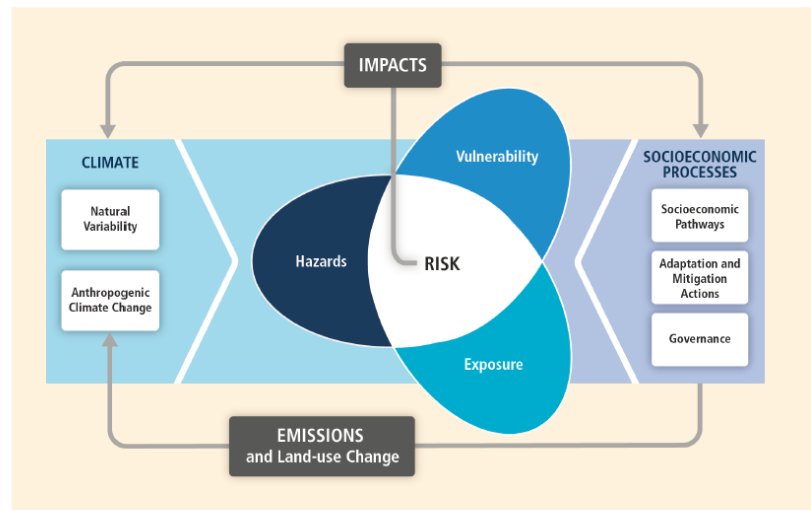 IMPACTS
CLIMATE
Natural
Variability
Anthropogenic
Climate Change
Vulnerability
Hazards
RISK
Exposure
SOCIOECONOMIC
PROCESSES
Socioeconomic
Pathways
Adaptation and
Mitigation
Actions
Governance
EMISSIONS
and Land-use Change